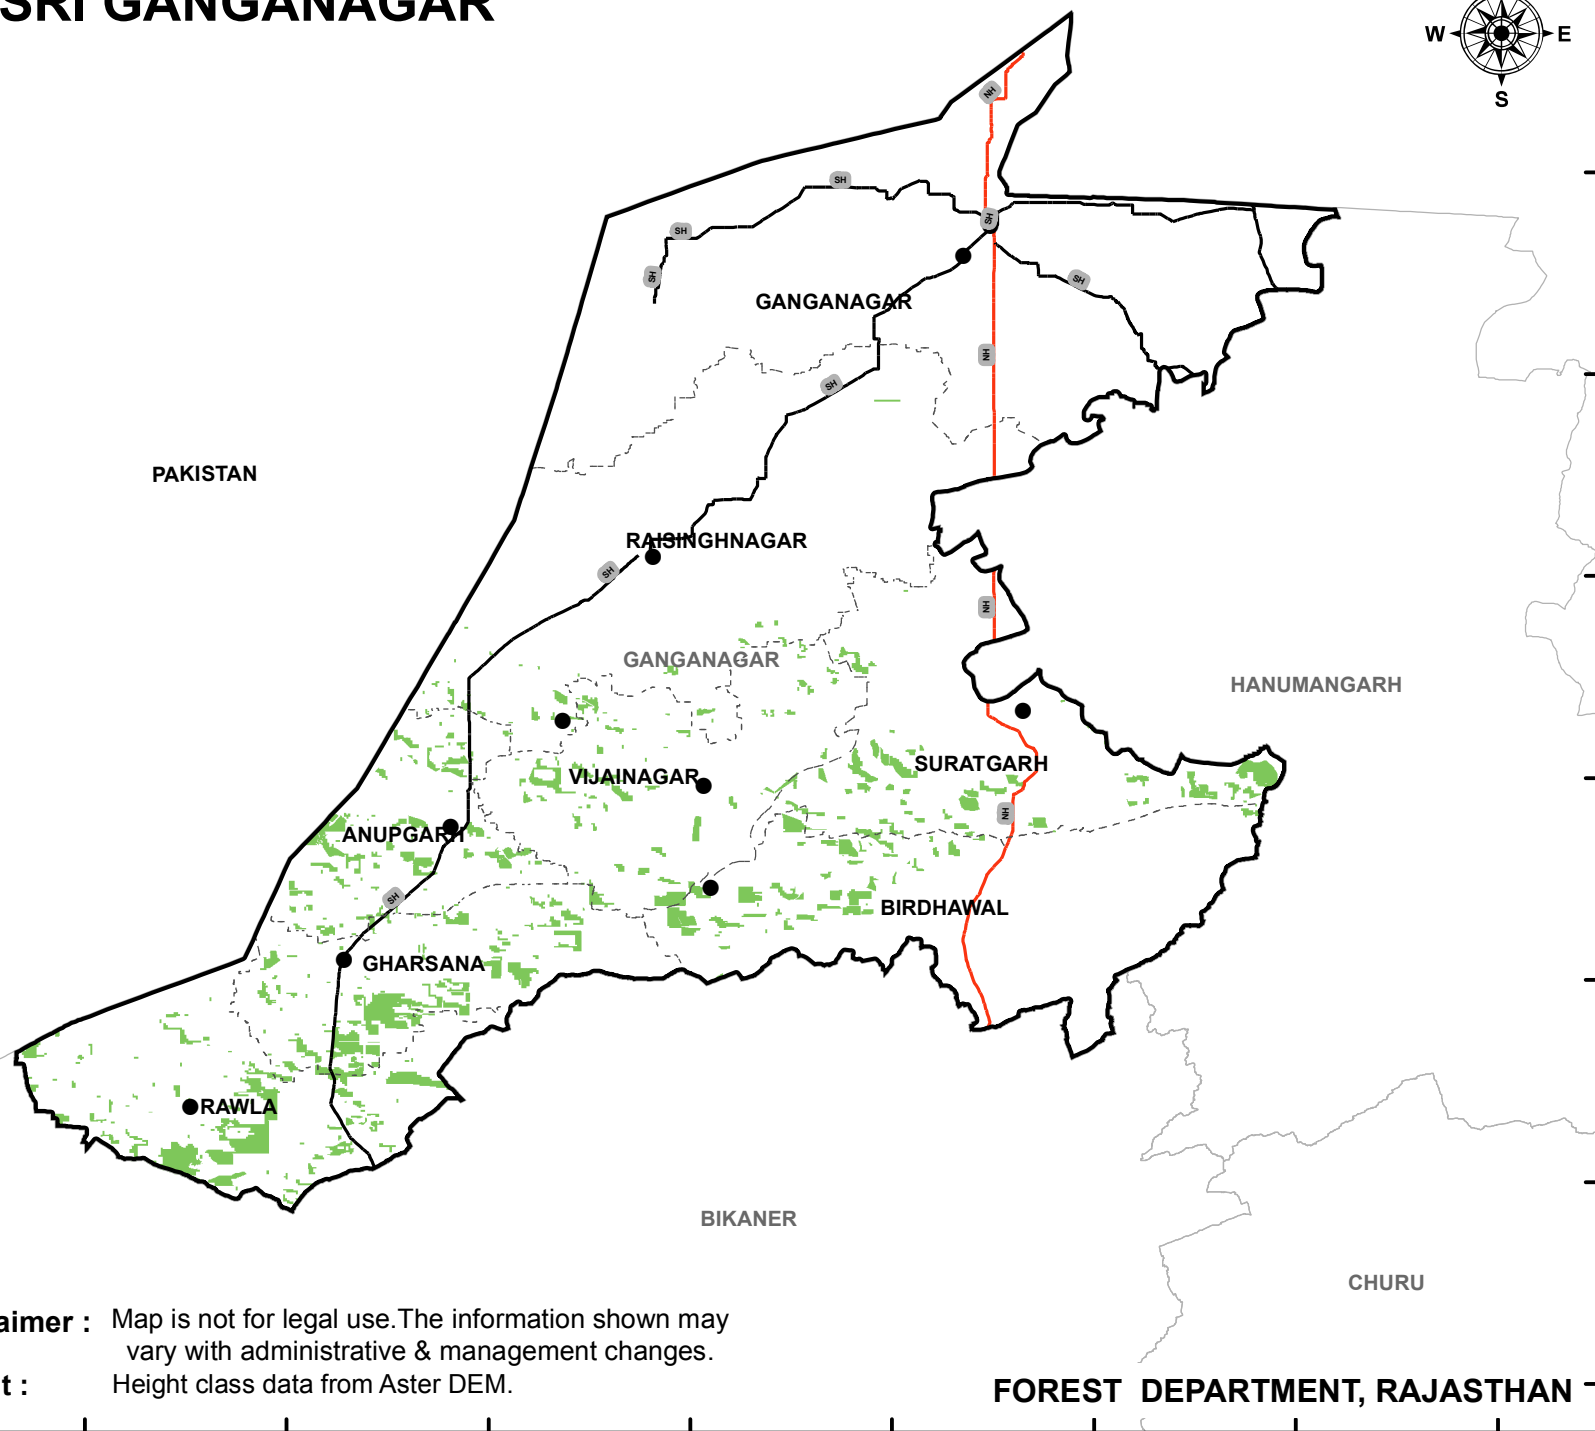 SRI GANGANAGAR
W E
S
NH
SH
SH
SH
SH
SH
GANGANAGAR
NH
SH
PAKISTAN
RAISINGHNAGAR
SH
NH
GANGANAGAR
HANUMANGARH
SURATGARH
VIJAINAGAR
NH
ANUPGARH
SH
BIRDHAWAL
GHARSANA
RAWLA
BIKANER
CHURU
aimer : Map is not for legal use.The information shown may
vary with administrative & management changes.
t : Height class data from Aster DEM.
FOREST DEPARTMENT, RAJASTHAN